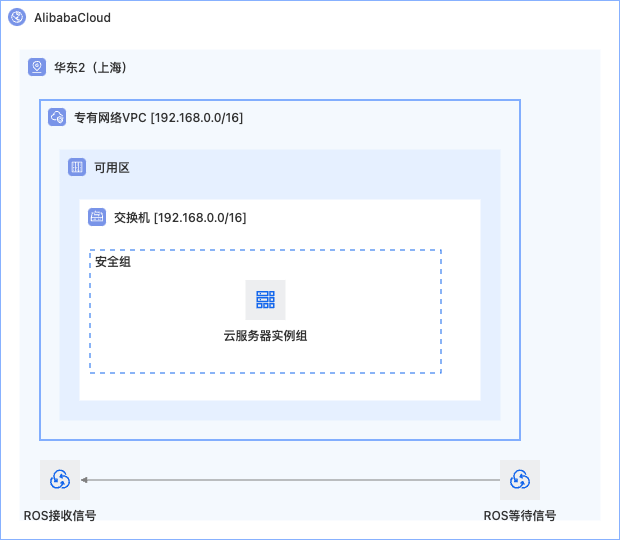 AlibabaCloud
华东2（上海）
专有网络VPC [192.168.0.0/16]
可用区
交换机 [192.168.0.0/16]
安全组
云服务器实例组
ROS接收信号
ROS等待信号